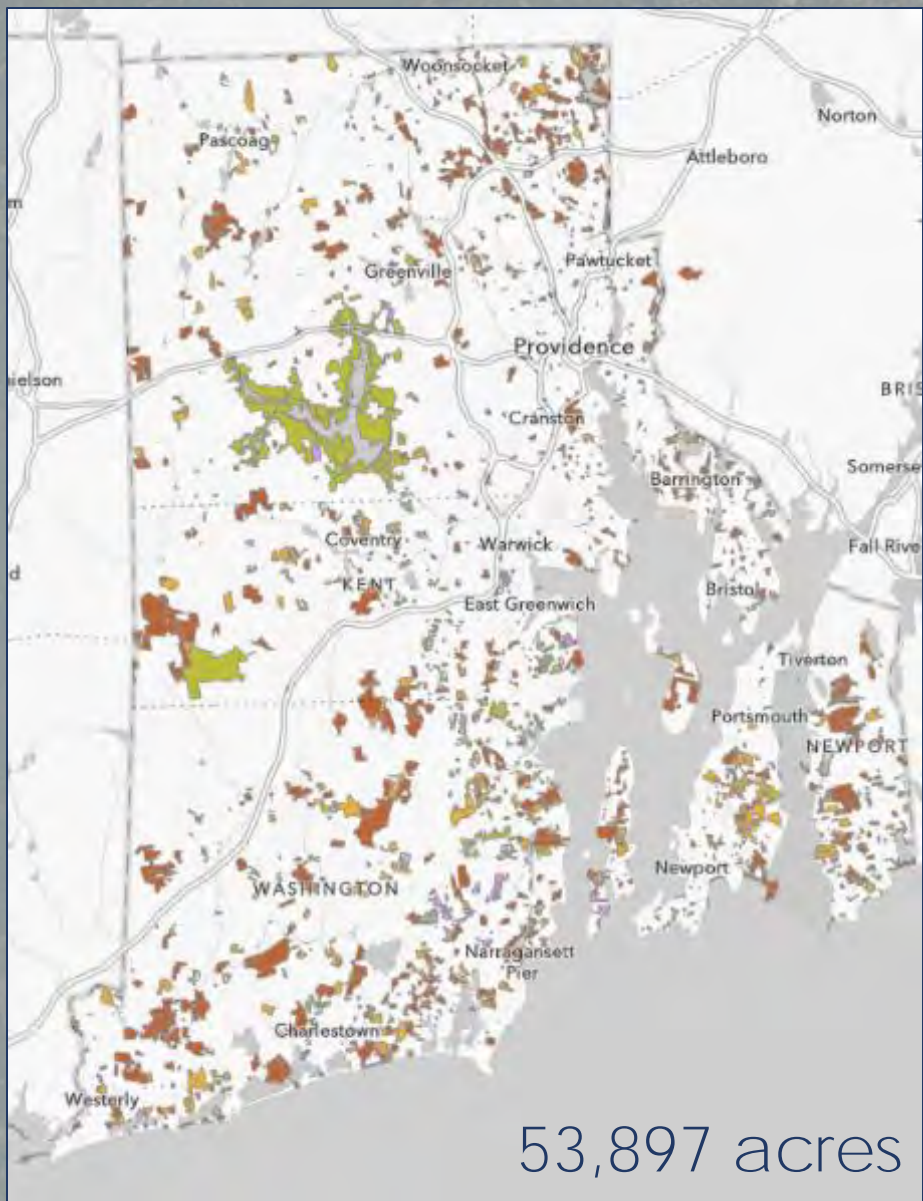 Woonsocket
Norton
Pascoag
Attleboro
Pawtucket
Greenville
Providence
ielson
BRIS
Cranston
Barrington
Somerse
Coventry
Warwick
Fall Rive
d
KENT
Bristol
East Greenwich
Tiverton
Portsmouth
NEWPORT
Newport
WASHINGTON
Narragansett
Pier
Charlestown
Westerly
53,897 acres